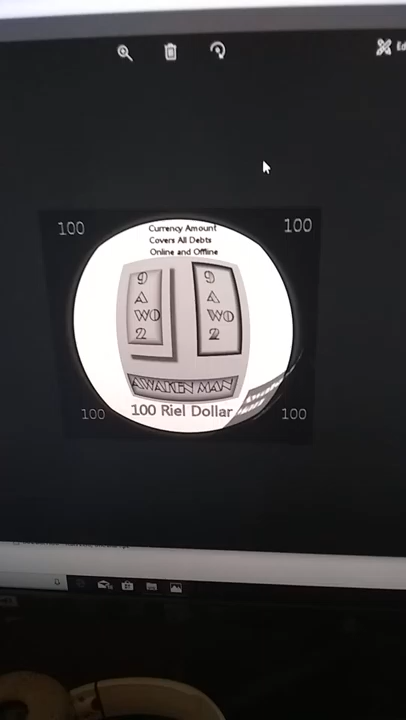 100
100
Currency Amount
Covers All Debts
Online and Offline
9
A
WO
2
9
A
WO
2
AWAKEN MAN
100 Riel Dollar
100
100